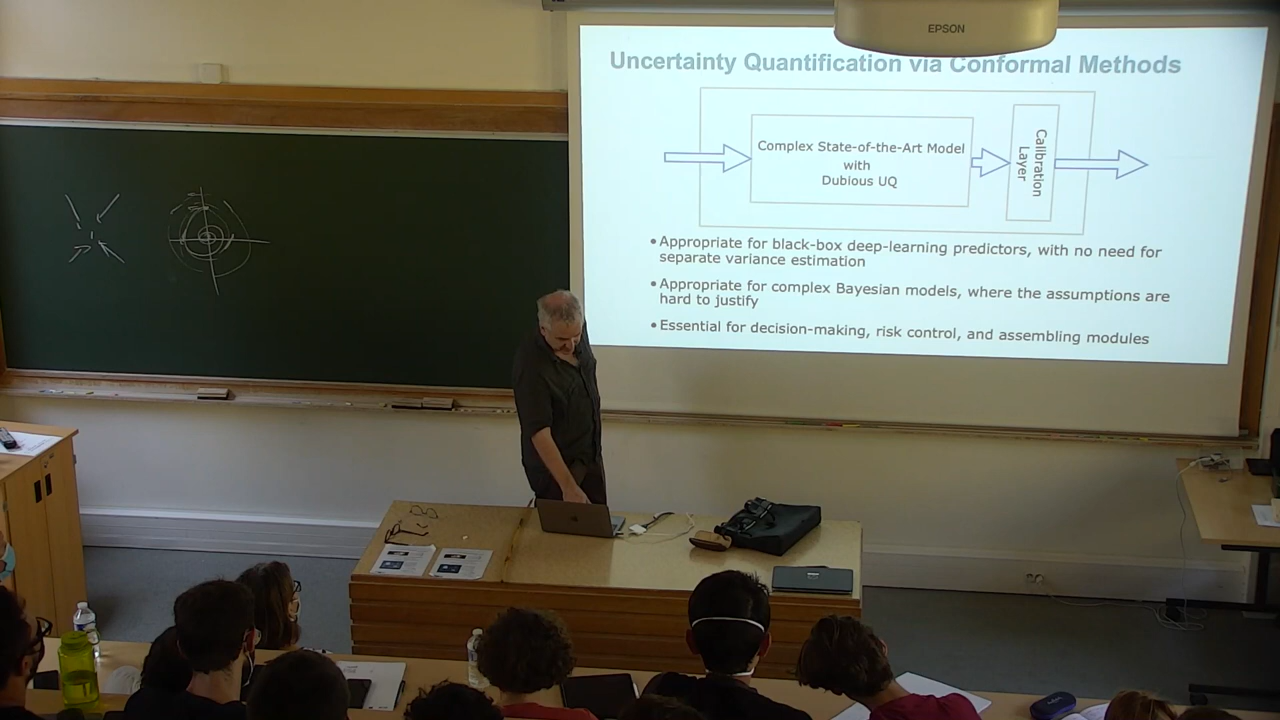 EPSON
Uncertainty Quantification via Conformal Methods
Complex State-of-the-Art Model
with
Dubious UQ
Calibration
Layer
• Appropriate for black-box deep-learning predictors, with no need for
separate variance estimation
• Appropriate for complex Bayesian models, where the assumptions are
hard to justify
• Essential for decision-making, risk control, and assembling modules